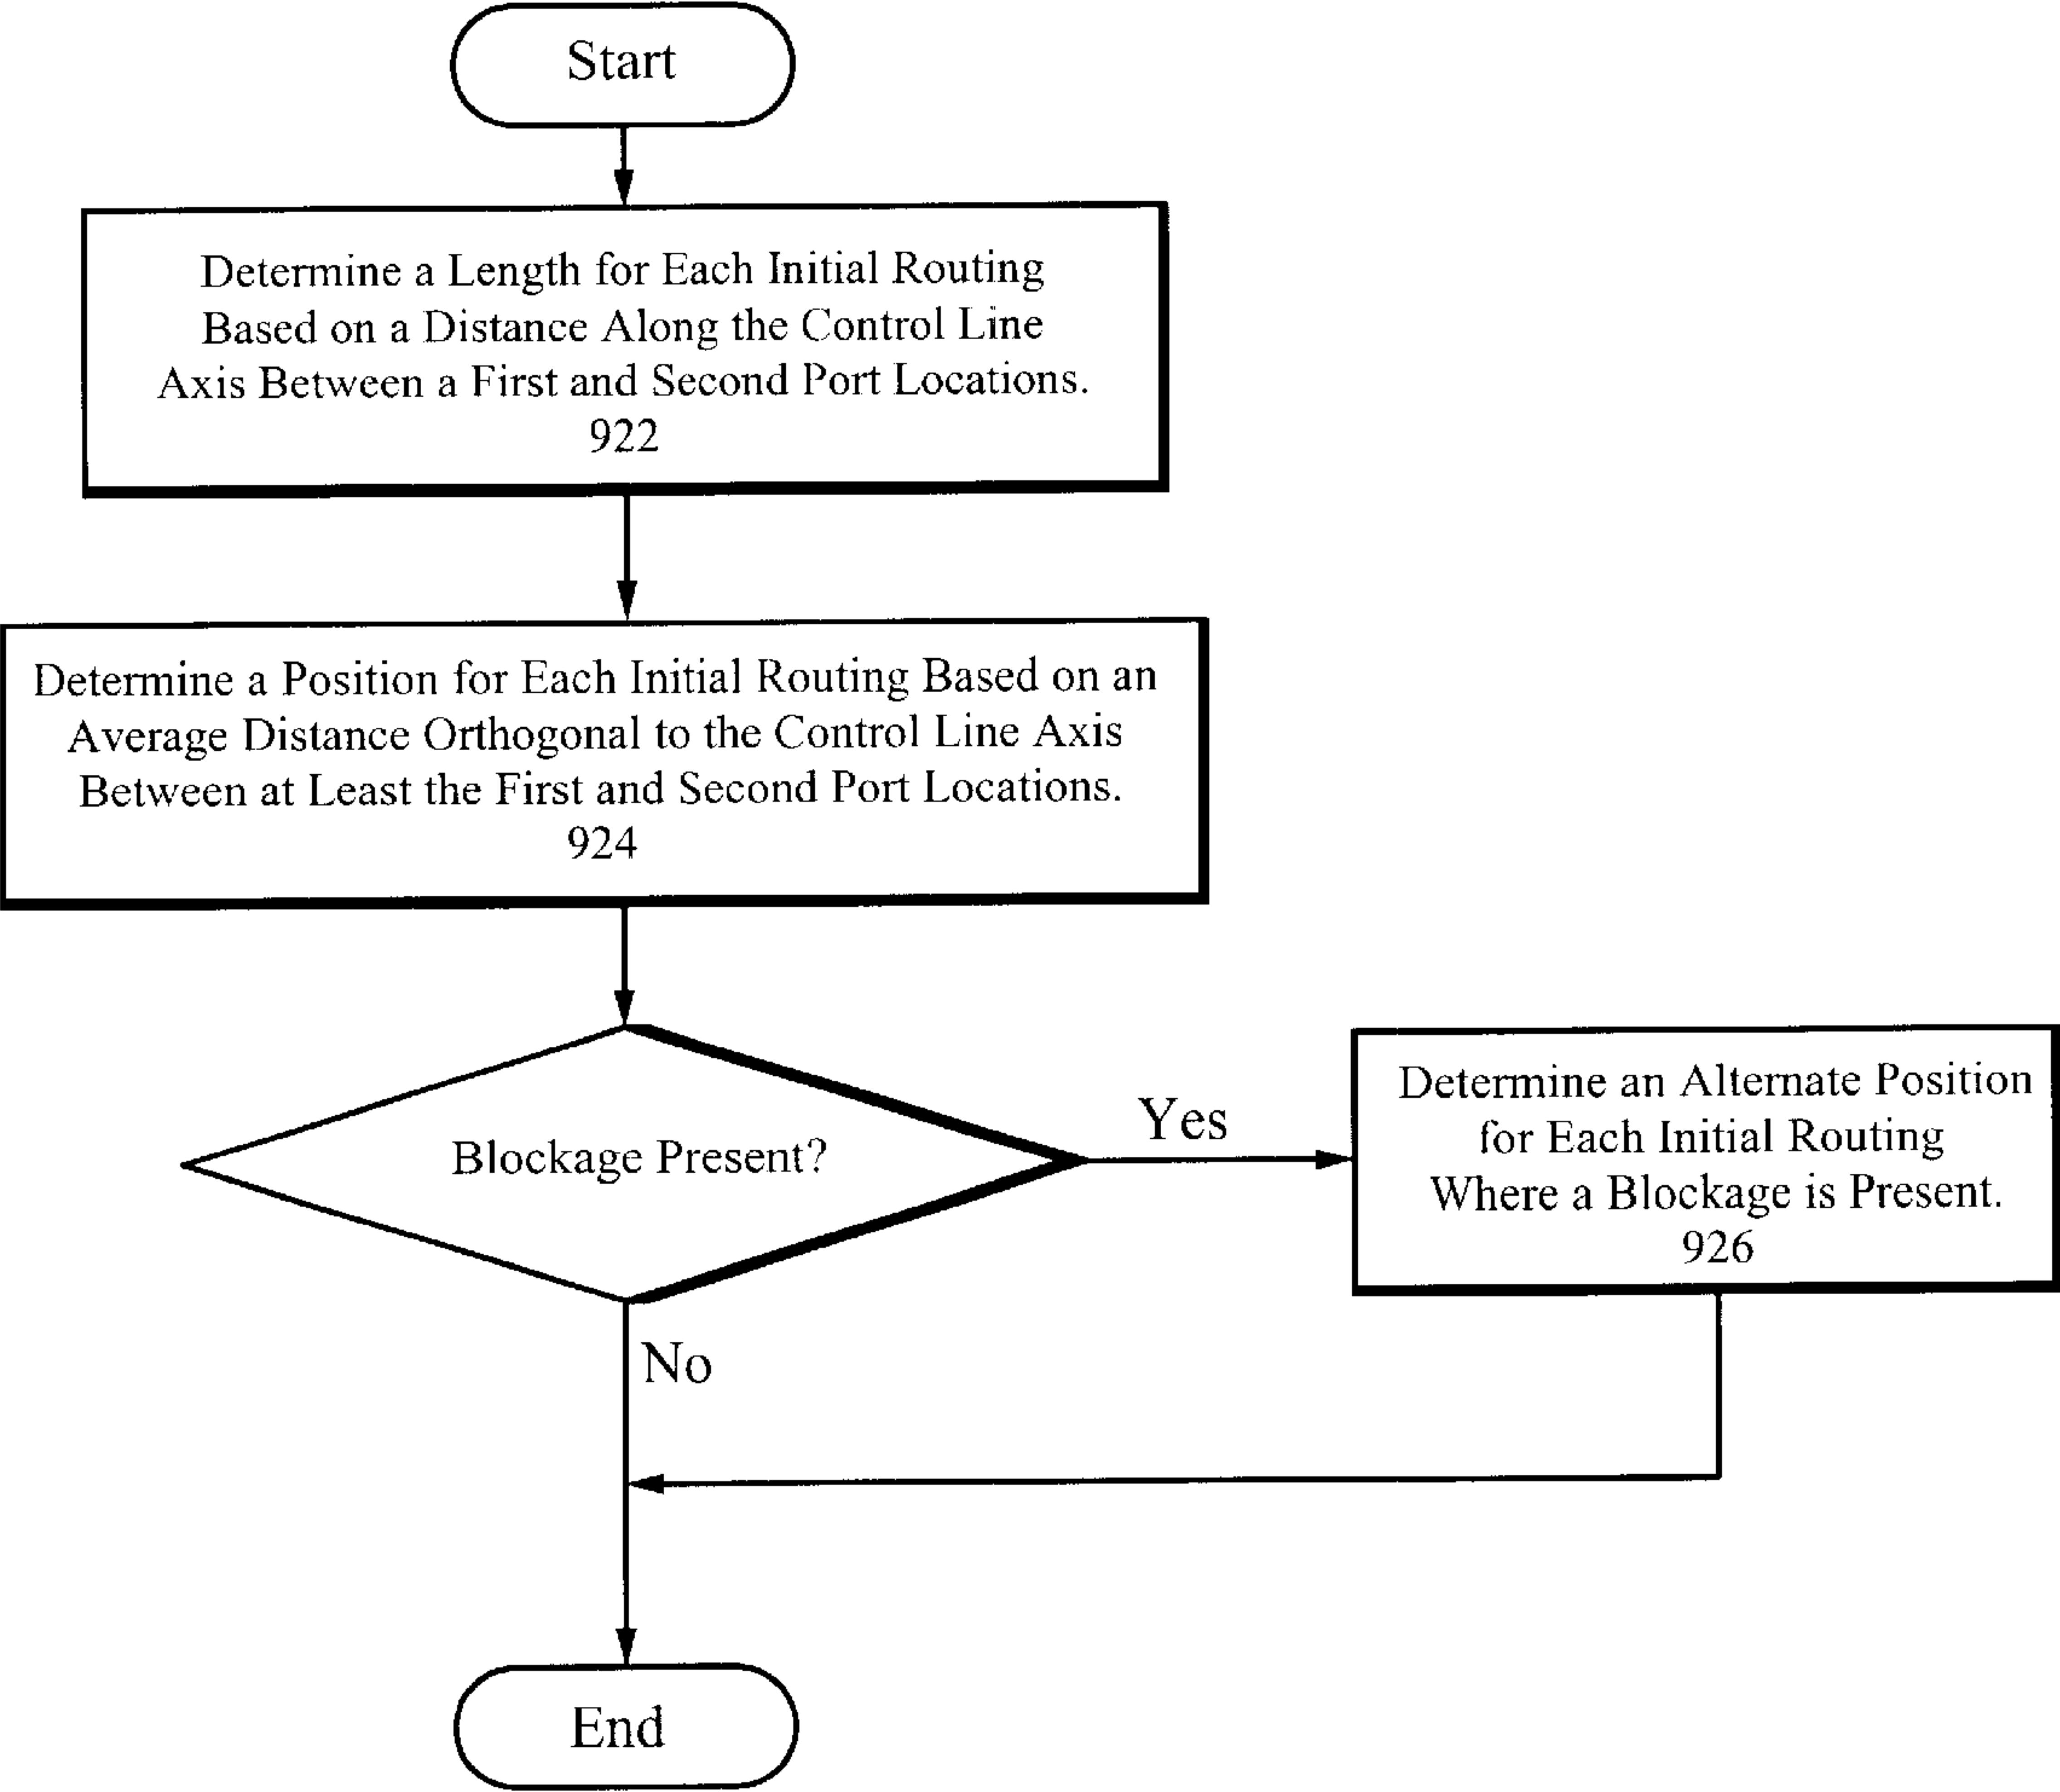 Start
Determine a Length for Each Initial Routing
Based on a Distance Along the Control Line
Axis Between a First and Second Port Locations.
922
Determine a Position for Each Initial Routing Based on an
Average Distance Orthogonal to the Control Line Axis
Between at Least the First and Second Port Locations.
924
Blockage Present?
Yes
Determine an Alternate Position
for Each Initial Routing
Where a Blockage is Present.
926
No
End